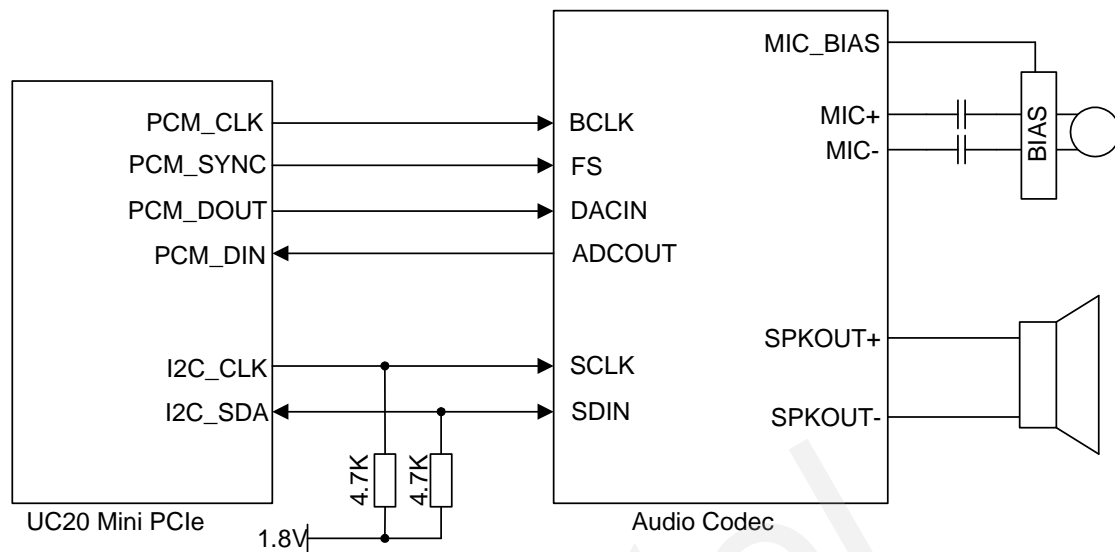 MIC_BIAS
PCM_CLK
BCLK
MIC+
PCM_SYNC
FS
MIC-
BIAS
PCM_DOUT
DACIN
PCM_DIN
ADCOUT
SPKOUT+
I2C_CLK
SCLK
I2C_SDA
SDIN
SPKOUT-
4.7K
4.7K
UC20 Mini PCIe
Audio Codec
1.8V